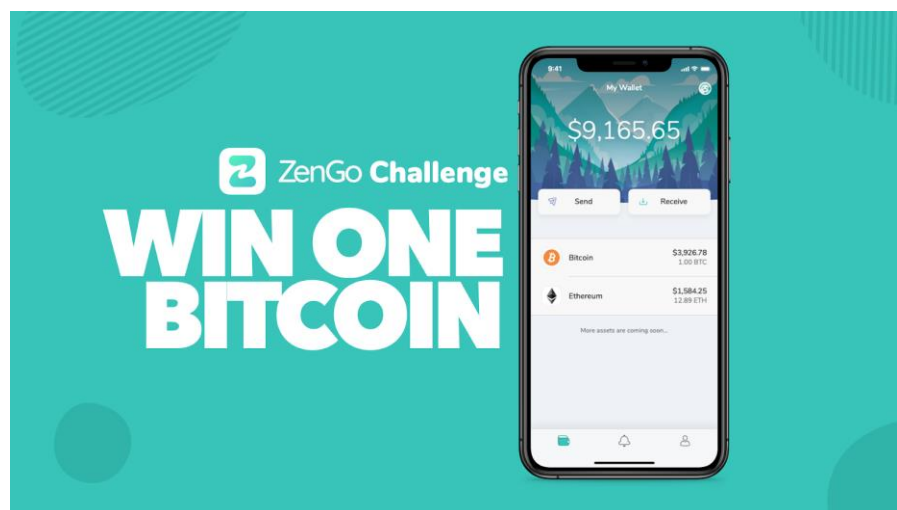 ZenGo Challenge
WIN ONE
BITCOIN
9:41
My Wallet
$9,165.65
Send
Receive
Bitcoin
$3,926.78
1.00 BTC
Ethereum
$1,584.25
12.89 ETH
More assets are coming soon...